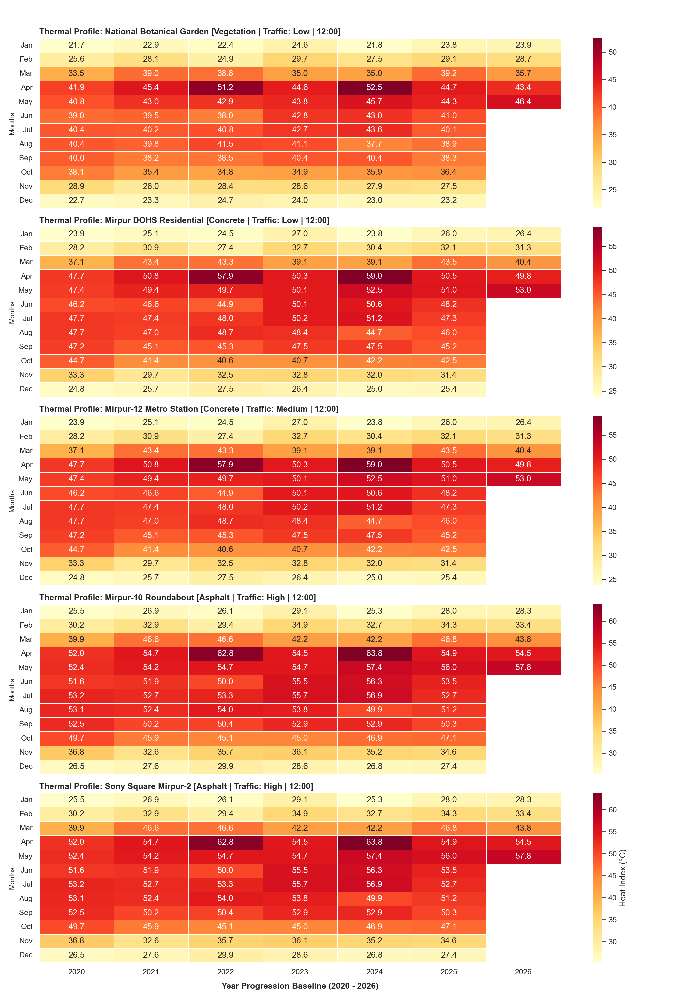 Thermal Profile: National Botanical Garden [Vegetation | Traffic: Low | 12:00]
Jan 21.7 22.9 22.4 24.6 21.8 23.8 23.9
Feb 25.6 28.1 24.9 29.7 27.5 29.1 28.7
Mar 33.5 39.0 38.8 35.0 35.0 39.2 35.7
Apr 41.9 45.4 51.2 44.6 52.5 44.7 43.4
May 40.8 43.0 42.9 43.8 45.7 44.3 46.4
Jun 39.0 39.5 38.0 42.8 43.0 41.0
Jul 40.4 40.2 40.8 42.7 43.6 40.1
Aug 40.4 39.8 41.5 41.1 37.7 38.9
Sep 40.0 38.2 38.5 40.4 40.4 38.3
Oct 38.1 35.4 34.8 34.9 35.9 36.4
Nov 28.9 26.0 28.4 28.6 27.9 27.5
Dec 22.7 23.3 24.7 24.0 23.0 23.2
Months
50
45
40
35
30
25
Thermal Profile: Mirpur DOHS Residential [Concrete | Traffic: Low | 12:00]
Jan 23.9 25.1 24.5 27.0 23.8 26.0 26.4
Feb 28.2 30.9 27.4 32.7 30.4 32.1 31.3
Mar 37.1 43.4 43.3 39.1 39.1 43.5 40.4
Apr 47.7 50.8 57.9 50.3 59.0 50.5 49.8
May 47.4 49.4 49.7 50.1 52.5 51.0 53.0
Jun 46.2 46.6 44.9 50.1 50.6 48.2
Jul 47.7 47.4 48.0 50.2 51.2 47.3
Aug 47.7 47.0 48.7 48.4 44.7 46.0
Sep 47.2 45.1 45.3 47.5 47.5 45.2
Oct 44.7 41.4 40.6 40.7 42.2 42.5
Nov 33.3 29.7 32.5 32.8 32.0 31.4
Dec 24.8 25.7 27.5 26.4 25.0 25.4
Months
55
50
45
40
35
30
25
Thermal Profile: Mirpur-12 Metro Station [Concrete | Traffic: Medium | 12:00]
Jan 23.9 25.1 24.5 27.0 23.8 26.0 26.4
Feb 28.2 30.9 27.4 32.7 30.4 32.1 31.3
Mar 37.1 43.4 43.3 39.1 39.1 43.5 40.4
Apr 47.7 50.8 57.9 50.3 59.0 50.5 49.8
May 47.4 49.4 49.7 50.1 52.5 51.0 53.0
Jun 46.2 46.6 44.9 50.1 50.6 48.2
Jul 47.7 47.4 48.0 50.2 51.2 47.3
Aug 47.7 47.0 48.7 48.4 44.7 46.0
Sep 47.2 45.1 45.3 47.5 47.5 45.2
Oct 44.7 41.4 40.6 40.7 42.2 42.5
Nov 33.3 29.7 32.5 32.8 32.0 31.4
Dec 24.8 25.7 27.5 26.4 25.0 25.4
Months
55
50
45
40
35
30
25
Thermal Profile: Mirpur-10 Roundabout [Asphalt | Traffic: High | 12:00]
Jan 25.5 26.9 26.1 29.1 25.3 28.0 28.3
Feb 30.2 32.9 29.4 34.9 32.7 34.3 33.4
Mar 39.9 46.6 46.6 42.2 42.2 46.8 43.8
Apr 52.0 54.7 62.8 54.5 63.8 54.9 54.5
May 52.4 54.2 54.7 54.7 57.4 56.0 57.8
Jun 51.6 51.9 50.0 55.5 56.3 53.5
Jul 53.2 52.7 53.3 55.7 56.9 52.7
Aug 53.1 52.4 54.0 53.8 49.9 51.2
Sep 52.5 50.2 50.4 52.9 52.9 50.3
Oct 49.7 45.9 45.1 45.0 46.9 47.1
Nov 36.8 32.6 35.7 36.1 35.2 34.6
Dec 26.5 27.6 29.9 28.6 26.8 27.4
Months
60
55
50
45
40
35
30
Thermal Profile: Sony Square Mirpur-2 [Asphalt | Traffic: High | 12:00]
Jan 25.5 26.9 26.1 29.1 25.3 28.0 28.3
Feb 30.2 32.9 29.4 34.9 32.7 34.3 33.4
Mar 39.9 46.6 46.6 42.2 42.2 46.8 43.8
Apr 52.0 54.7 62.8 54.5 63.8 54.9 54.5
May 52.4 54.2 54.7 54.7 57.4 56.0 57.8
Jun 51.6 51.9 50.0 55.5 56.3 53.5
Jul 53.2 52.7 53.3 55.7 56.9 52.7
Aug 53.1 52.4 54.0 53.8 49.9 51.2
Sep 52.5 50.2 50.4 52.9 52.9 50.3
Oct 49.7 45.9 45.1 45.0 46.9 47.1
Nov 36.8 32.6 35.7 36.1 35.2 34.6
Dec 26.5 27.6 29.9 28.6 26.8 27.4
Months
60
55
50
45
40
35
30
Heat Index (°C)
2020 2021 2022 2023 2024 2025 2026
Year Progression Baseline (2020 - 2026)